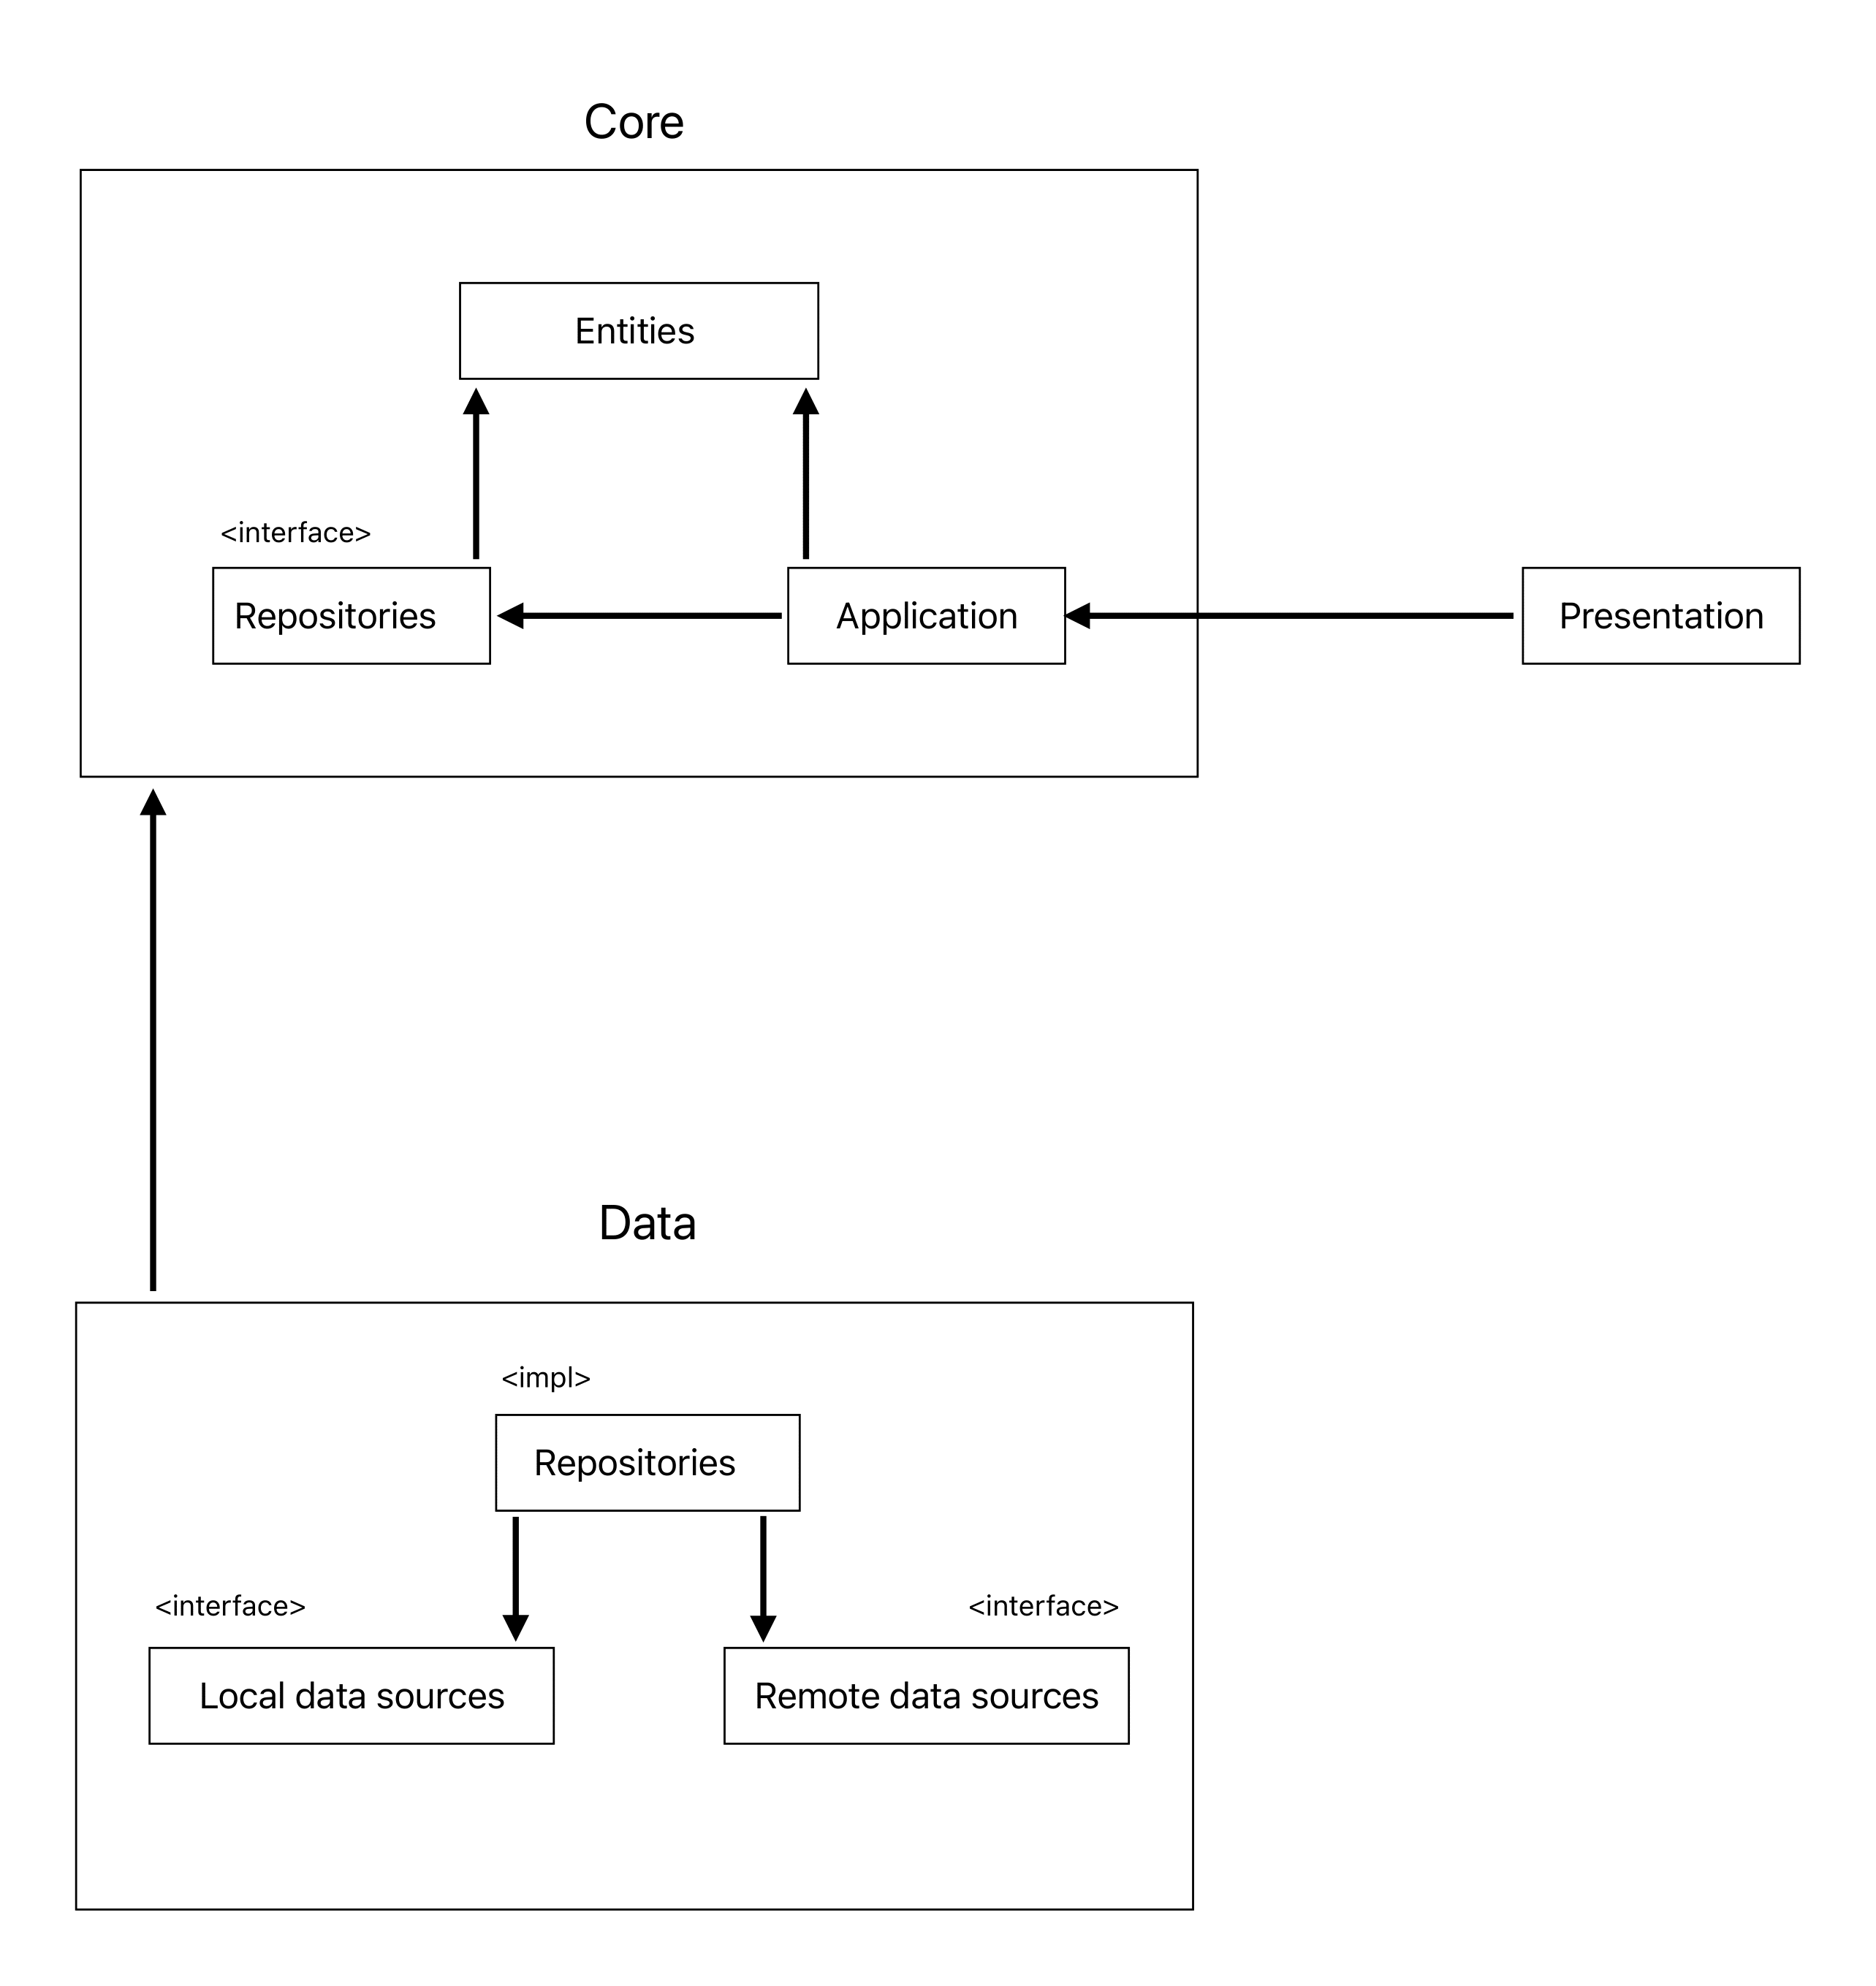 Core
Entities
<interface>
Repositories
Application
Presentation
Data
<impl>
Repositories
<interface>
<interface>
Local data sources
Remote data sources